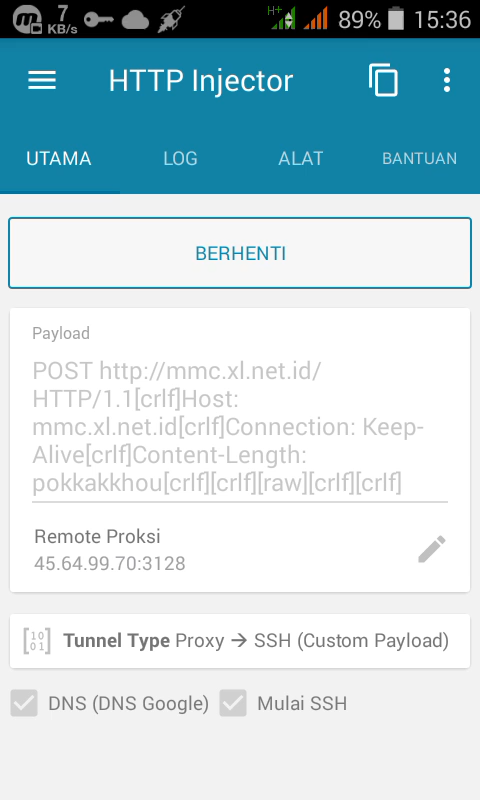 7
KB/s
H+
89%
15:36
HTTP Injector
UTAMA
LOG
ALAT
BANTUAN
BERHENTI
Payload
POST http://mmc.xl.net.id/
HTTP/1.1[crlf]Host:
mmc.xl.net.id[crlf]Connection: Keep-
Alive[crlf]Content-Length:
pokkakkhou[crlf][crlf][raw][crlf][crlf]
Remote Proksi
45.64.99.70:3128
[10
01] Tunnel Type Proxy → SSH (Custom Payload)
DNS (DNS Google) Mulai SSH